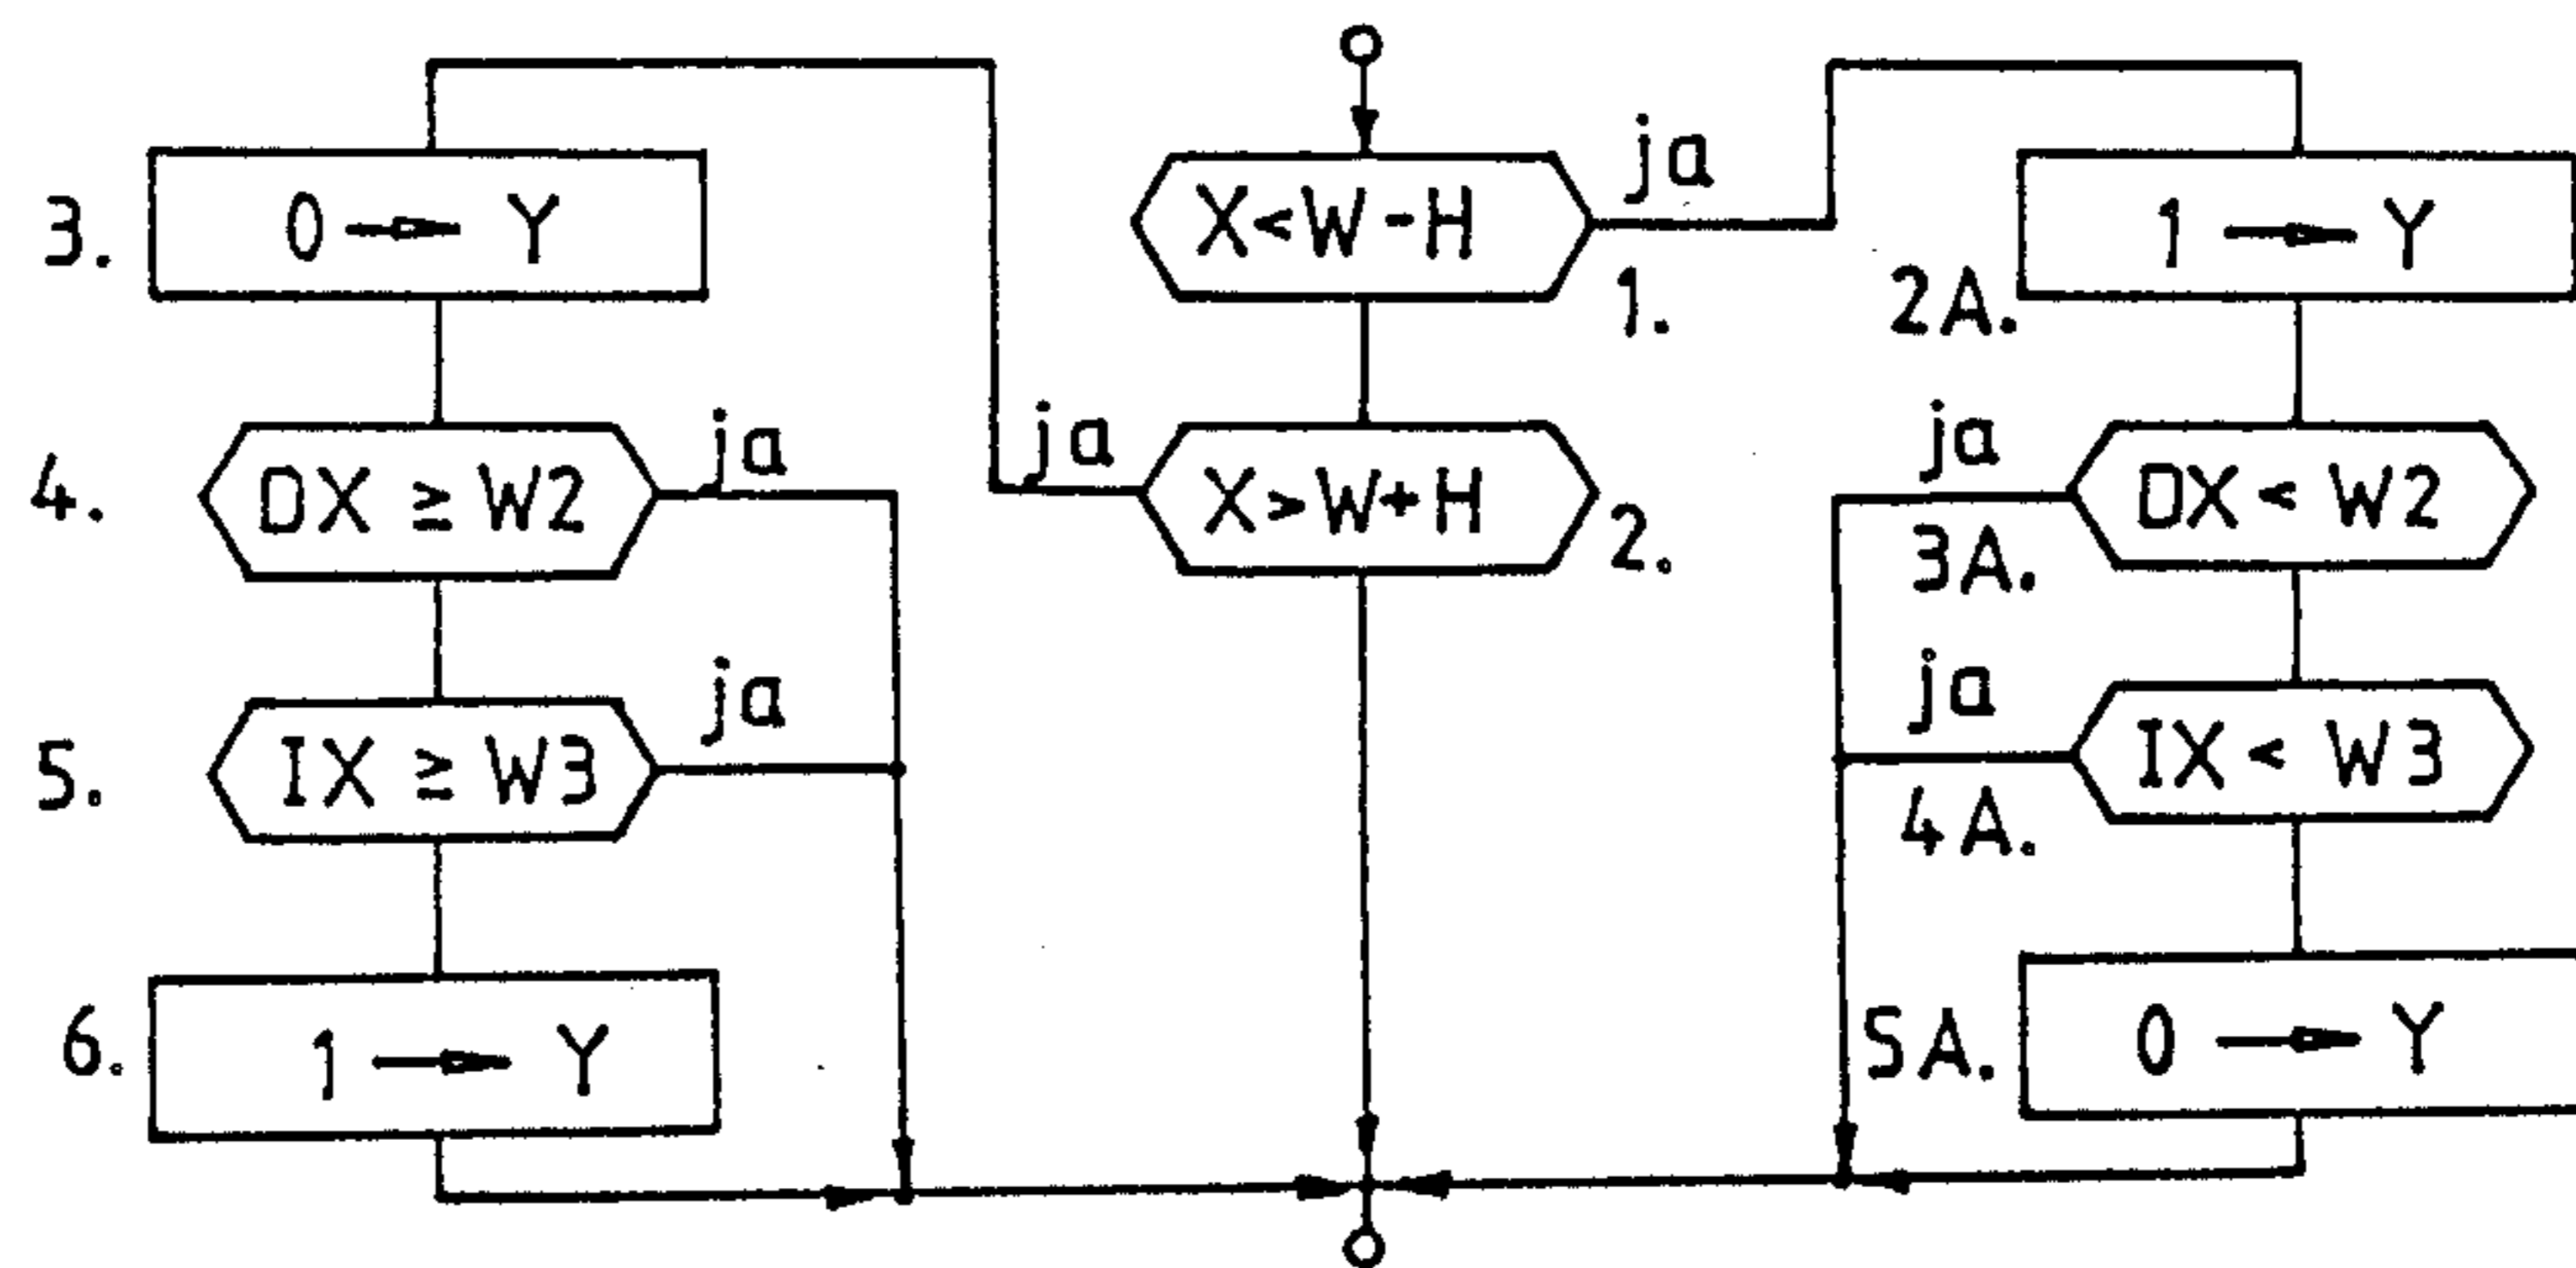 3.
0 → Y
4.
DX ≥ W2
ja
5.
IX ≥ W3
ja
6.
1 → Y
X < W - H
ja
1.
ja
X > W + H
2.
2A.
1 → Y
ja
DX < W2
3A.
ja
IX < W3
4A.
5A.
0 → Y